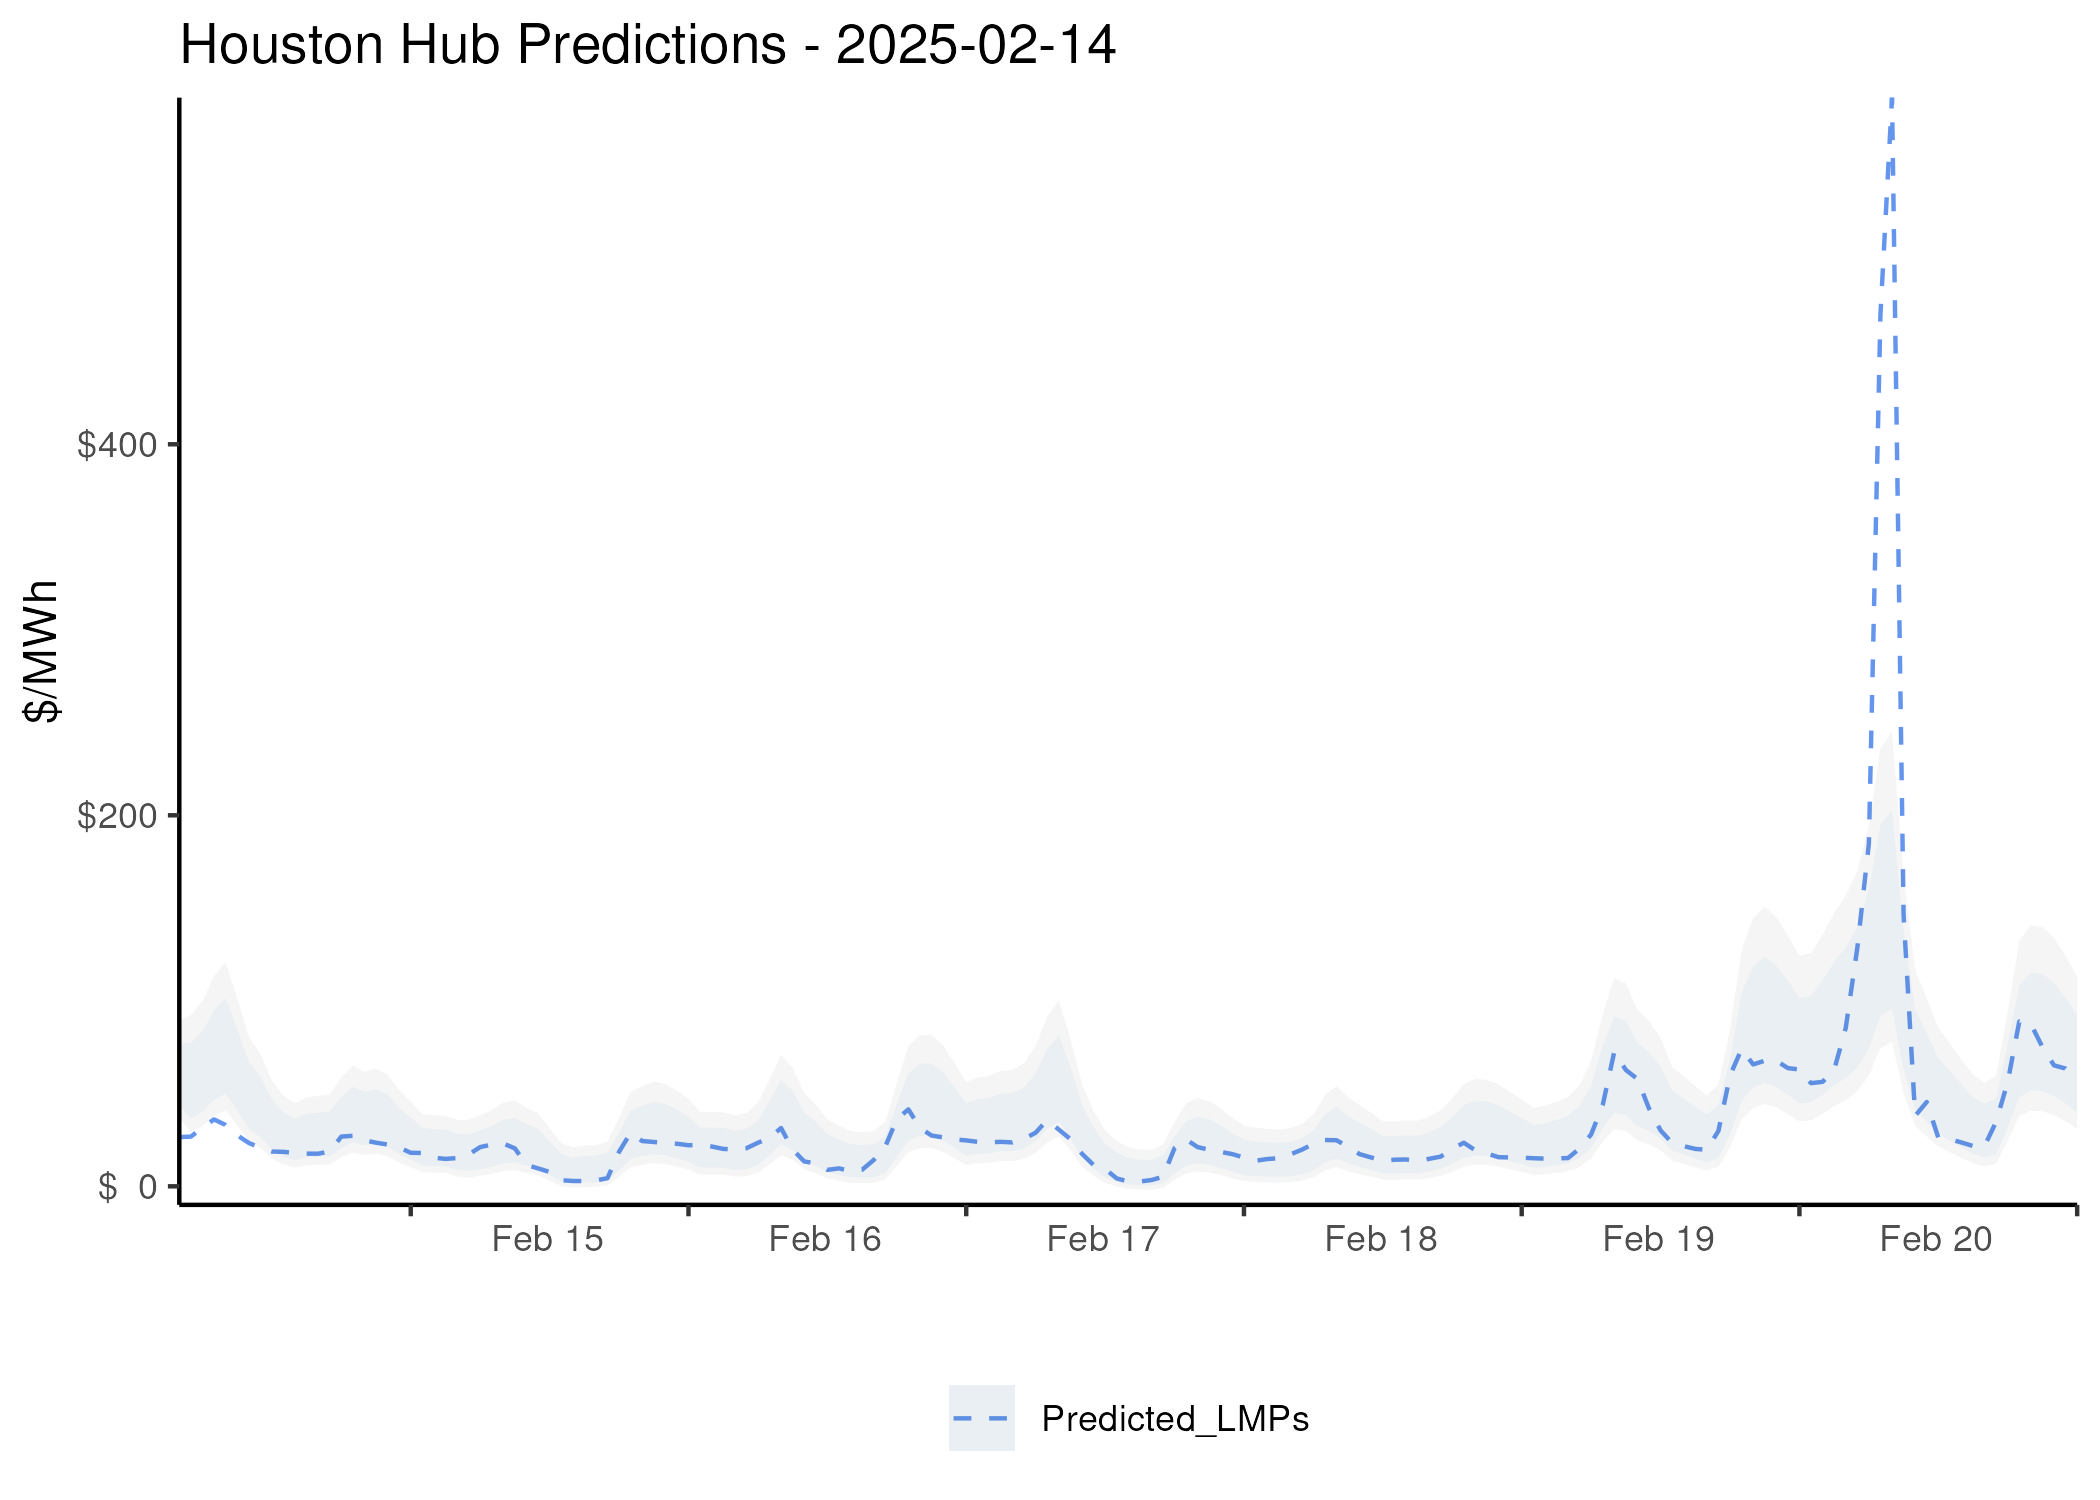 Houston Hub Predictions - 2025-02-14
$/MWh
$400
$200
$ 0
Feb 15
Feb 16
Feb 17
Feb 18
Feb 19
Feb 20
Predicted_LMPs